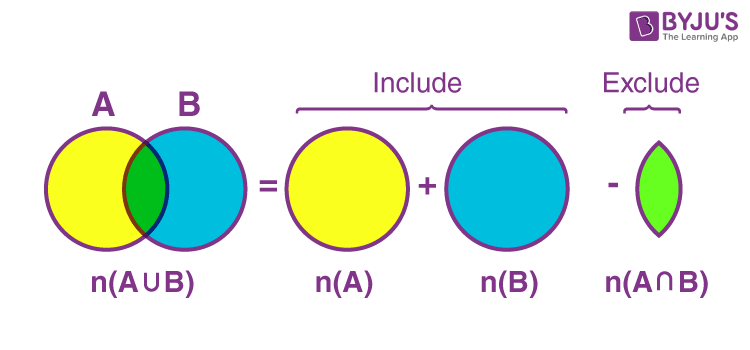 BYJU'S
The Learning App
Include
Exclude
A B
= + -
n(A∪B) n(A) n(B) n(A∩B)